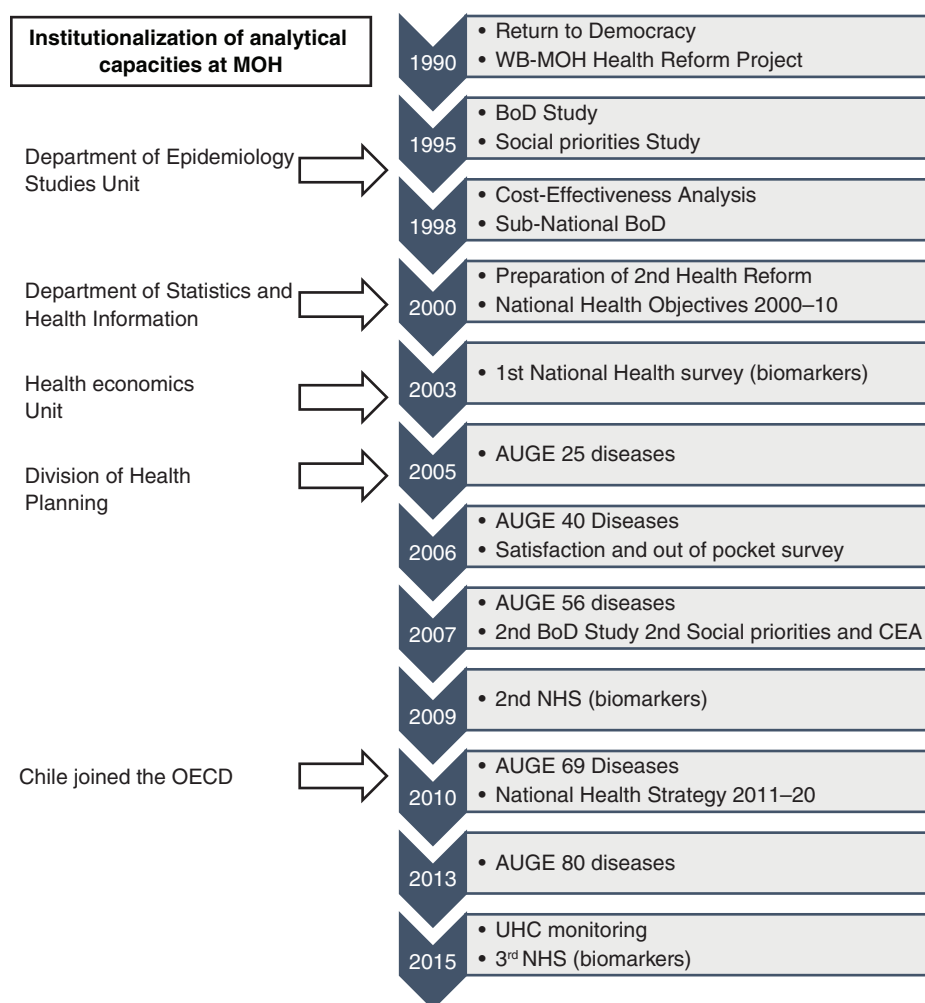 Institutionalization of analytical
capacities at MOH
1990
• Return to Democracy
• WB-MOH Health Reform Project
1995
• BoD Study
• Social priorities Study
Department of Epidemiology
Studies Unit
1998
• Cost-Effectiveness Analysis
• Sub-National BoD
Department of Statistics and
Health Information
2000
• Preparation of 2nd Health Reform
• National Health Objectives 2000–10
Health economics
Unit
2003
• 1st National Health survey (biomarkers)
Division of Health
Planning
2005
• AUGE 25 diseases
2006
• AUGE 40 Diseases
• Satisfaction and out of pocket survey
2007
• AUGE 56 diseases
• 2nd BoD Study 2nd Social priorities and CEA
2009
• 2nd NHS (biomarkers)
Chile joined the OECD
2010
• AUGE 69 Diseases
• National Health Strategy 2011–20
2013
• AUGE 80 diseases
2015
• UHC monitoring
• 3rd NHS (biomarkers)